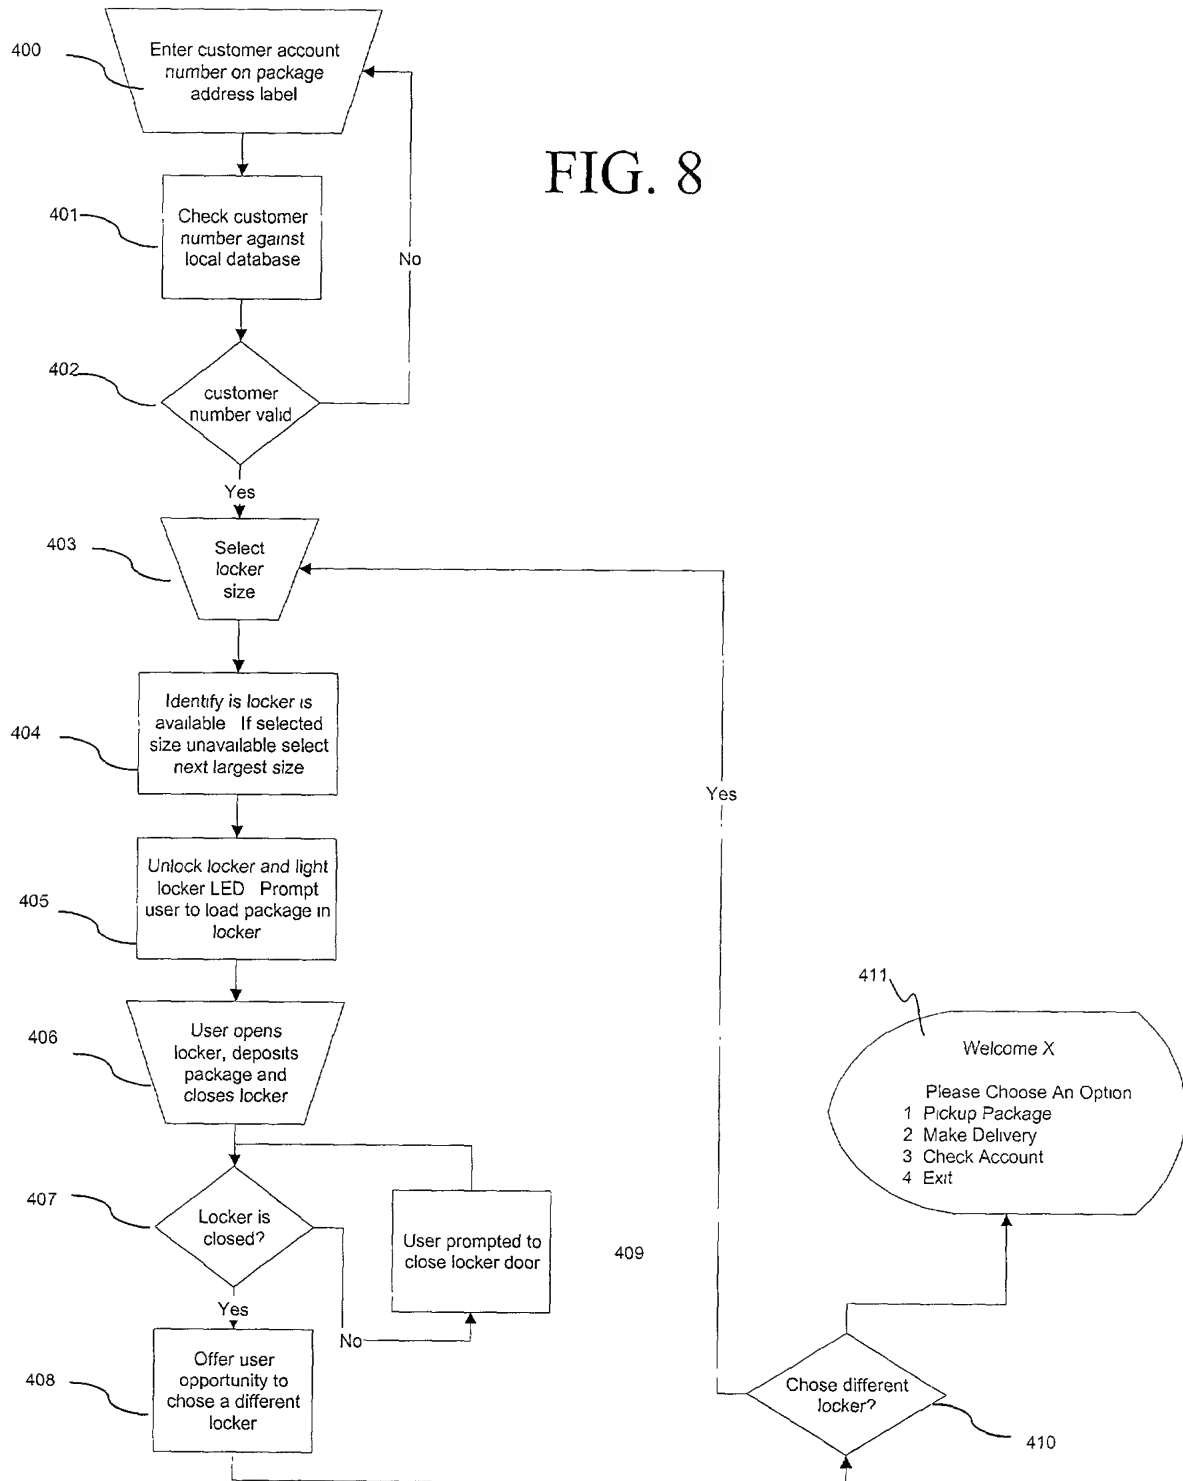 400
Enter customer account
number on package
address label
FIG. 8
401
Check customer
number against
local database
No
402
customer
number valid
Yes
403
Select
locker
size
404
Identify is locker is
available If selected
size unavailable select
next largest size
Yes
405
Unlock locker and light
locker LED Prompt
user to load package in
locker
406
User opens
locker, deposits
package and
closes locker
411
Welcome X
Please Choose An Option
1 Pickup Package
2 Make Delivery
3 Check Account
4 Exit
407
Locker is
closed?
User prompted to
close locker door
409
Yes
No
408
Offer user
opportunity to
chose a different
locker
Chose different
locker?
410